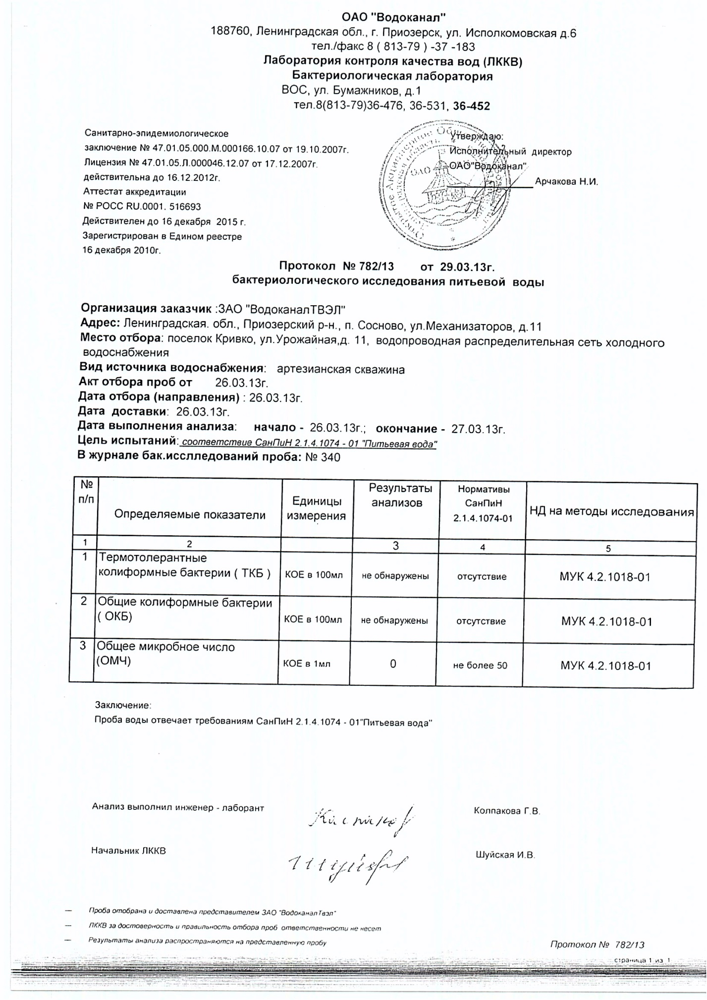 ОАО "Водоканал"
188760, Ленинградская обл., г. Приозерск, ул. Исполкомовская д.6
тел./факс 8 ( 813-79 ) -37 -183
Лаборатория контроля качества вод (ЛККВ)
Бактериологическая лаборатория
ВОС, ул. Бумажников, д.1
тел.8(813-79)36-476, 36-531, 36-452
Санитарно-эпидемиологическое
заключение № 47.01.05.000.М.000166.10.07 от 19.10.2007г.
Лицензия № 47.01.05.Л.000046.12.07 от 17.12.2007г.
действительна до 16.12.2012г.
Аттестат аккредитации
№ РОСС RU.0001. 516693
Действителен до 16 декабря 2015 г.
Зарегистрирован в Едином реестре
16 декабря 2010г.
Утверждаю:
Исполнительный директор
ОАО"Водоканал"
Арчакова Н.И.
Открытое Акционерное
ОАО
Протокол № 782/13 от 29.03.13г.
бактериологического исследования питьевой воды
Организация заказчик :ЗАО "ВодоканалТВЭЛ"
Адрес: Ленинградская. обл., Приозерский р-н., п. Сосново, ул.Механизаторов, д.11
Место отбора: поселок Кривко, ул.Урожайная,д. 11, водопроводная распределительная сеть холодного
водоснабжения
Вид источника водоснабжения: артезианская скважина
Акт отбора проб от 26.03.13г.
Дата отбора (направления) : 26.03.13г.
Дата доставки: 26.03.13г.
Дата выполнения анализа: начало - 26.03.13г.; окончание - 27.03.13г.
Цель испытаний: соответствие СанПиН 2.1.4.1074 - 01 "Питьевая вода"
В журнале бак.исслледований проба: № 340
№ п/п Определяемые показатели Единицы измерения Результаты анализов Нормативы СанПиН 2.1.4.1074-01 НД на методы исследования
1 2 3 4 5
1 Термотолерантные колиформные бактерии ( ТКБ ) КОЕ в 100мл не обнаружены отсутствие МУК 4.2.1018-01
2 Общие колиформные бактерии ( ОКБ) КОЕ в 100мл не обнаружены отсутствие МУК 4.2.1018-01
3 Общее микробное число (ОМЧ) КОЕ в 1мл 0 не более 50 МУК 4.2.1018-01
Заключение:
Проба воды отвечает требованиям СанПиН 2.1.4.1074 - 01"Питьевая вода"
Анализ выполнил инженер - лаборант Колпакова Г.В.
Начальник ЛККВ Шуйская И.В.
— Проба отобрана и доставлена представителем ЗАО "Водоканал Твэл"
— ЛККВ за достоверность и правильность отбора проб ответственности не несет
— Результаты анализа распространяются на представленную пробу
Протокол № 782/13
страница 1 из 1